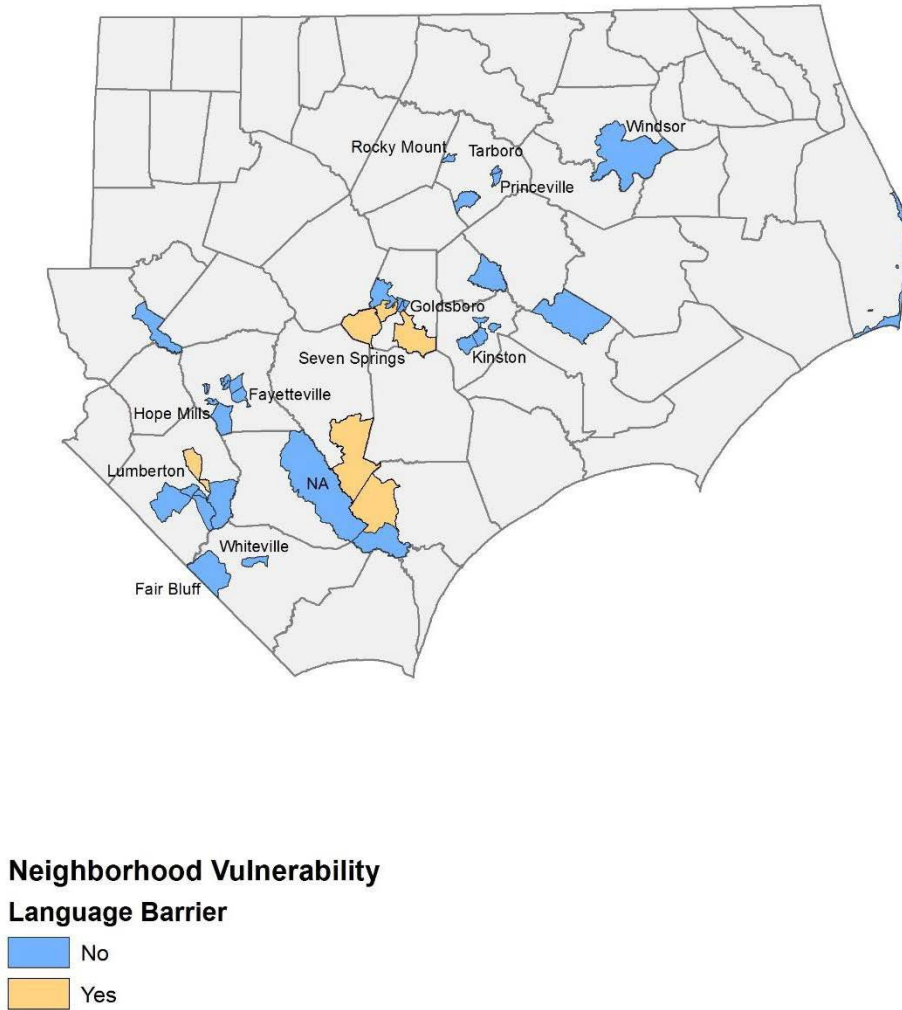 Windsor
Rocky Mount
Tarboro
Princeville
Goldsboro
Seven Springs
Kinston
Fayetteville
Hope Mills
Lumberton
NA
Whiteville
Fair Bluff
Neighborhood Vulnerability
Language Barrier
No
Yes